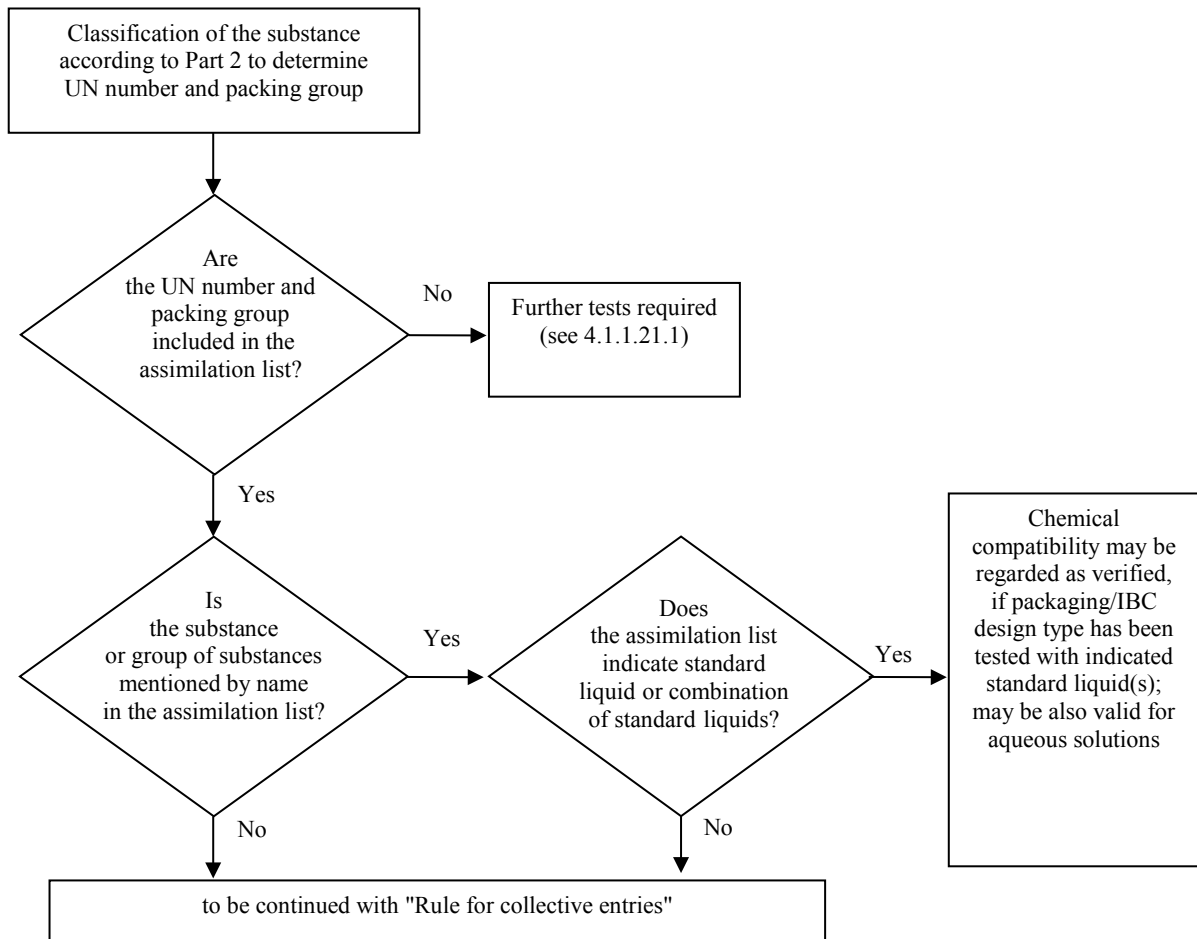 Classification of the substance
according to Part 2 to determine
UN number and packing group
Are
the UN number and
packing group
included in the
assimilation list?
No
Further tests required
(see 4.1.1.21.1)
Yes
Is
the substance
or group of substances
mentioned by name
in the assimilation list?
Yes
Does
the assimilation list
indicate standard
liquid or combination
of standard liquids?
Yes
Chemical
compatibility may be
regarded as verified,
if packaging/IBC
design type has been
tested with indicated
standard liquid(s);
may be also valid for
aqueous solutions
No
No
to be continued with "Rule for collective entries"